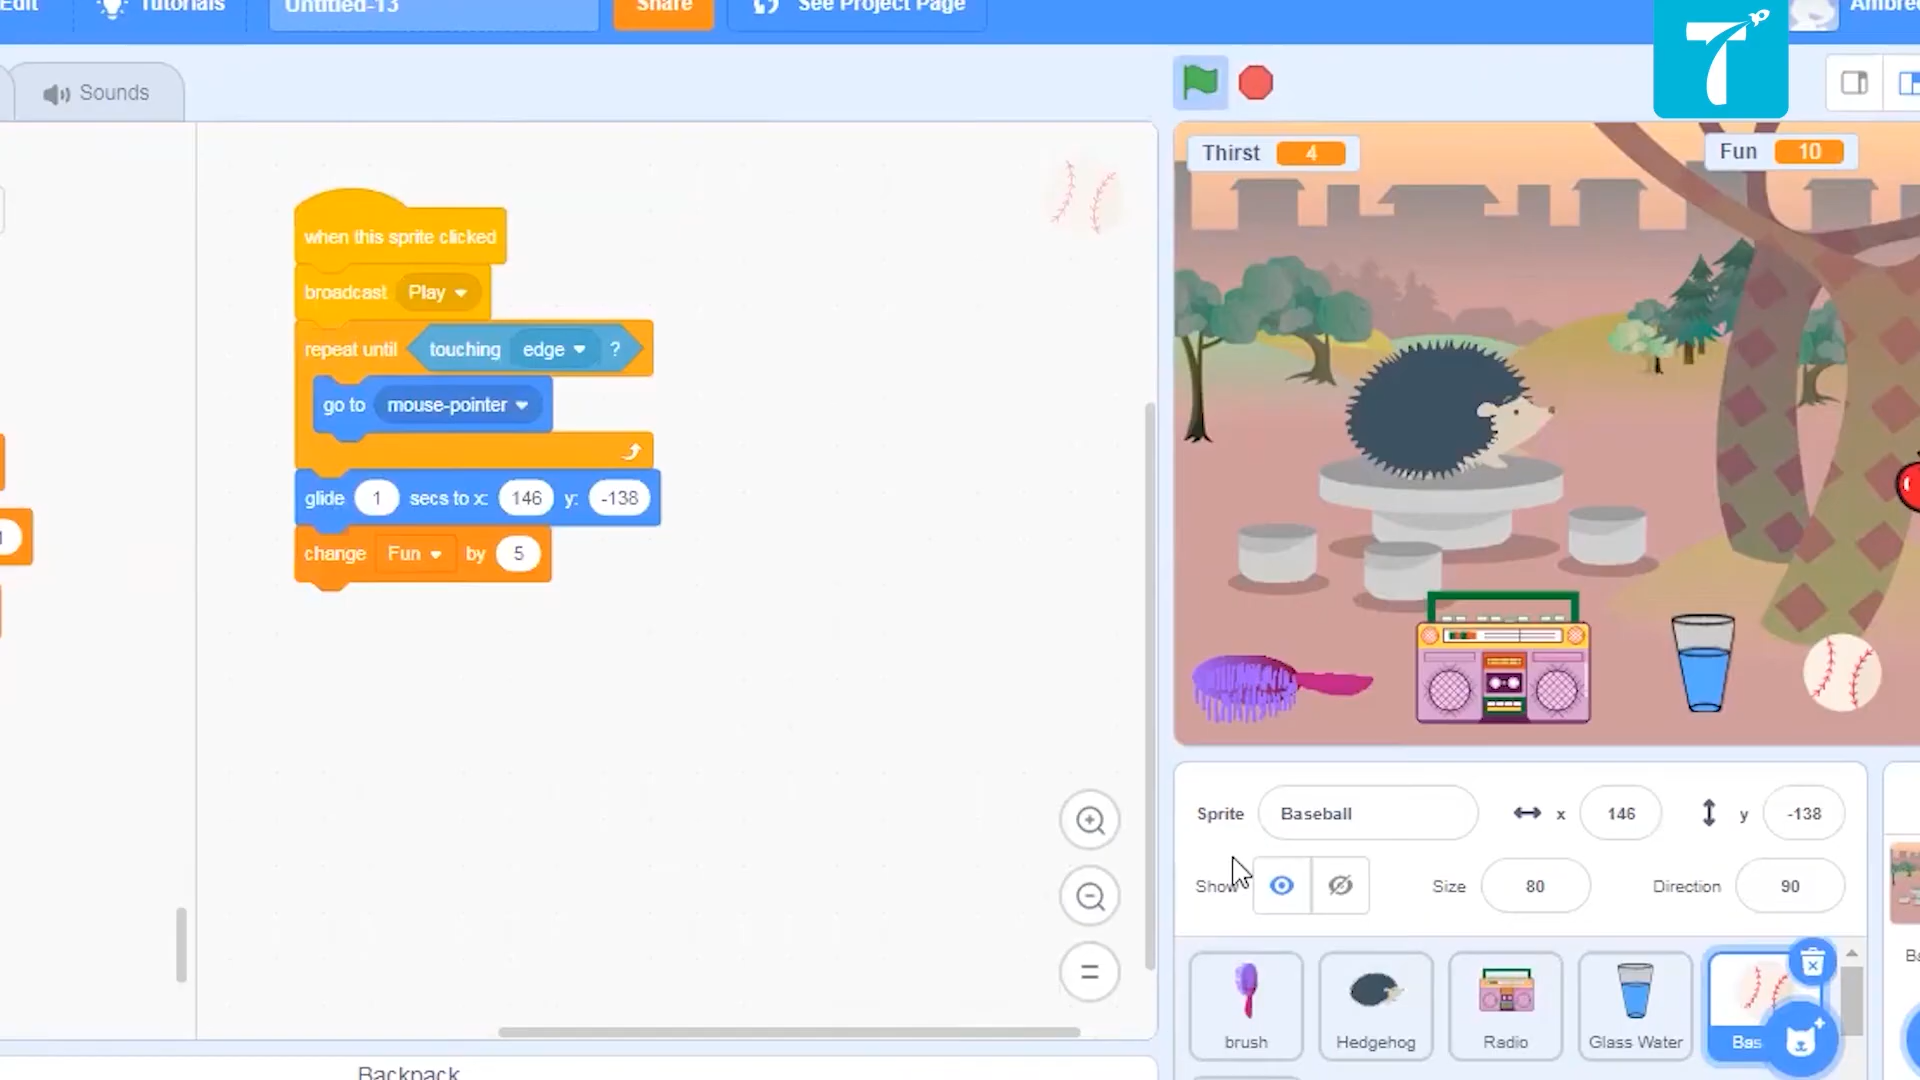 Edit
Tutorials
Untitled-13
Share
See Project Page
Sounds
when this sprite clicked
broadcast Play
repeat until touching edge ?
go to mouse-pointer
glide 1 secs to x: 146 y: -138
change Fun by 5
Thirst 4
Fun 10
Sprite Baseball x 146 y -138
Show Size 80 Direction 90
brush Hedgehog Radio Glass Water Bas
Backpack